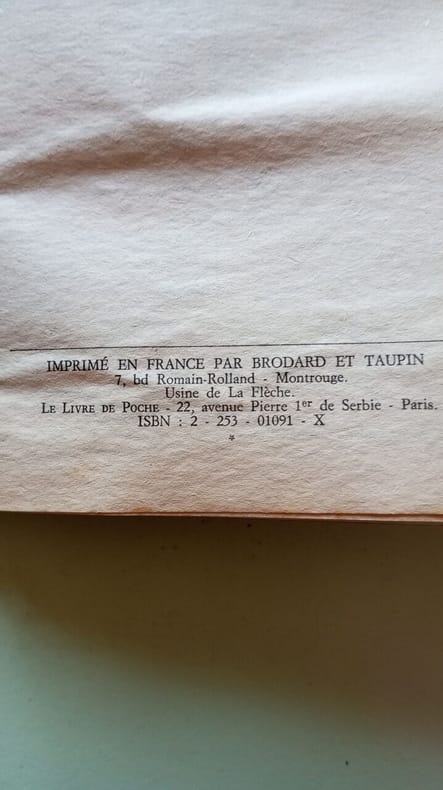 IMPRIMÉ EN FRANCE PAR BRODARD ET TAUPIN
7, bd Romain-Rolland - Montrouge.
Usine de La Flèche.
LE LIVRE DE POCHE - 22, avenue Pierre 1er de Serbie - Paris.
ISBN : 2 - 253 - 01091 - X
*